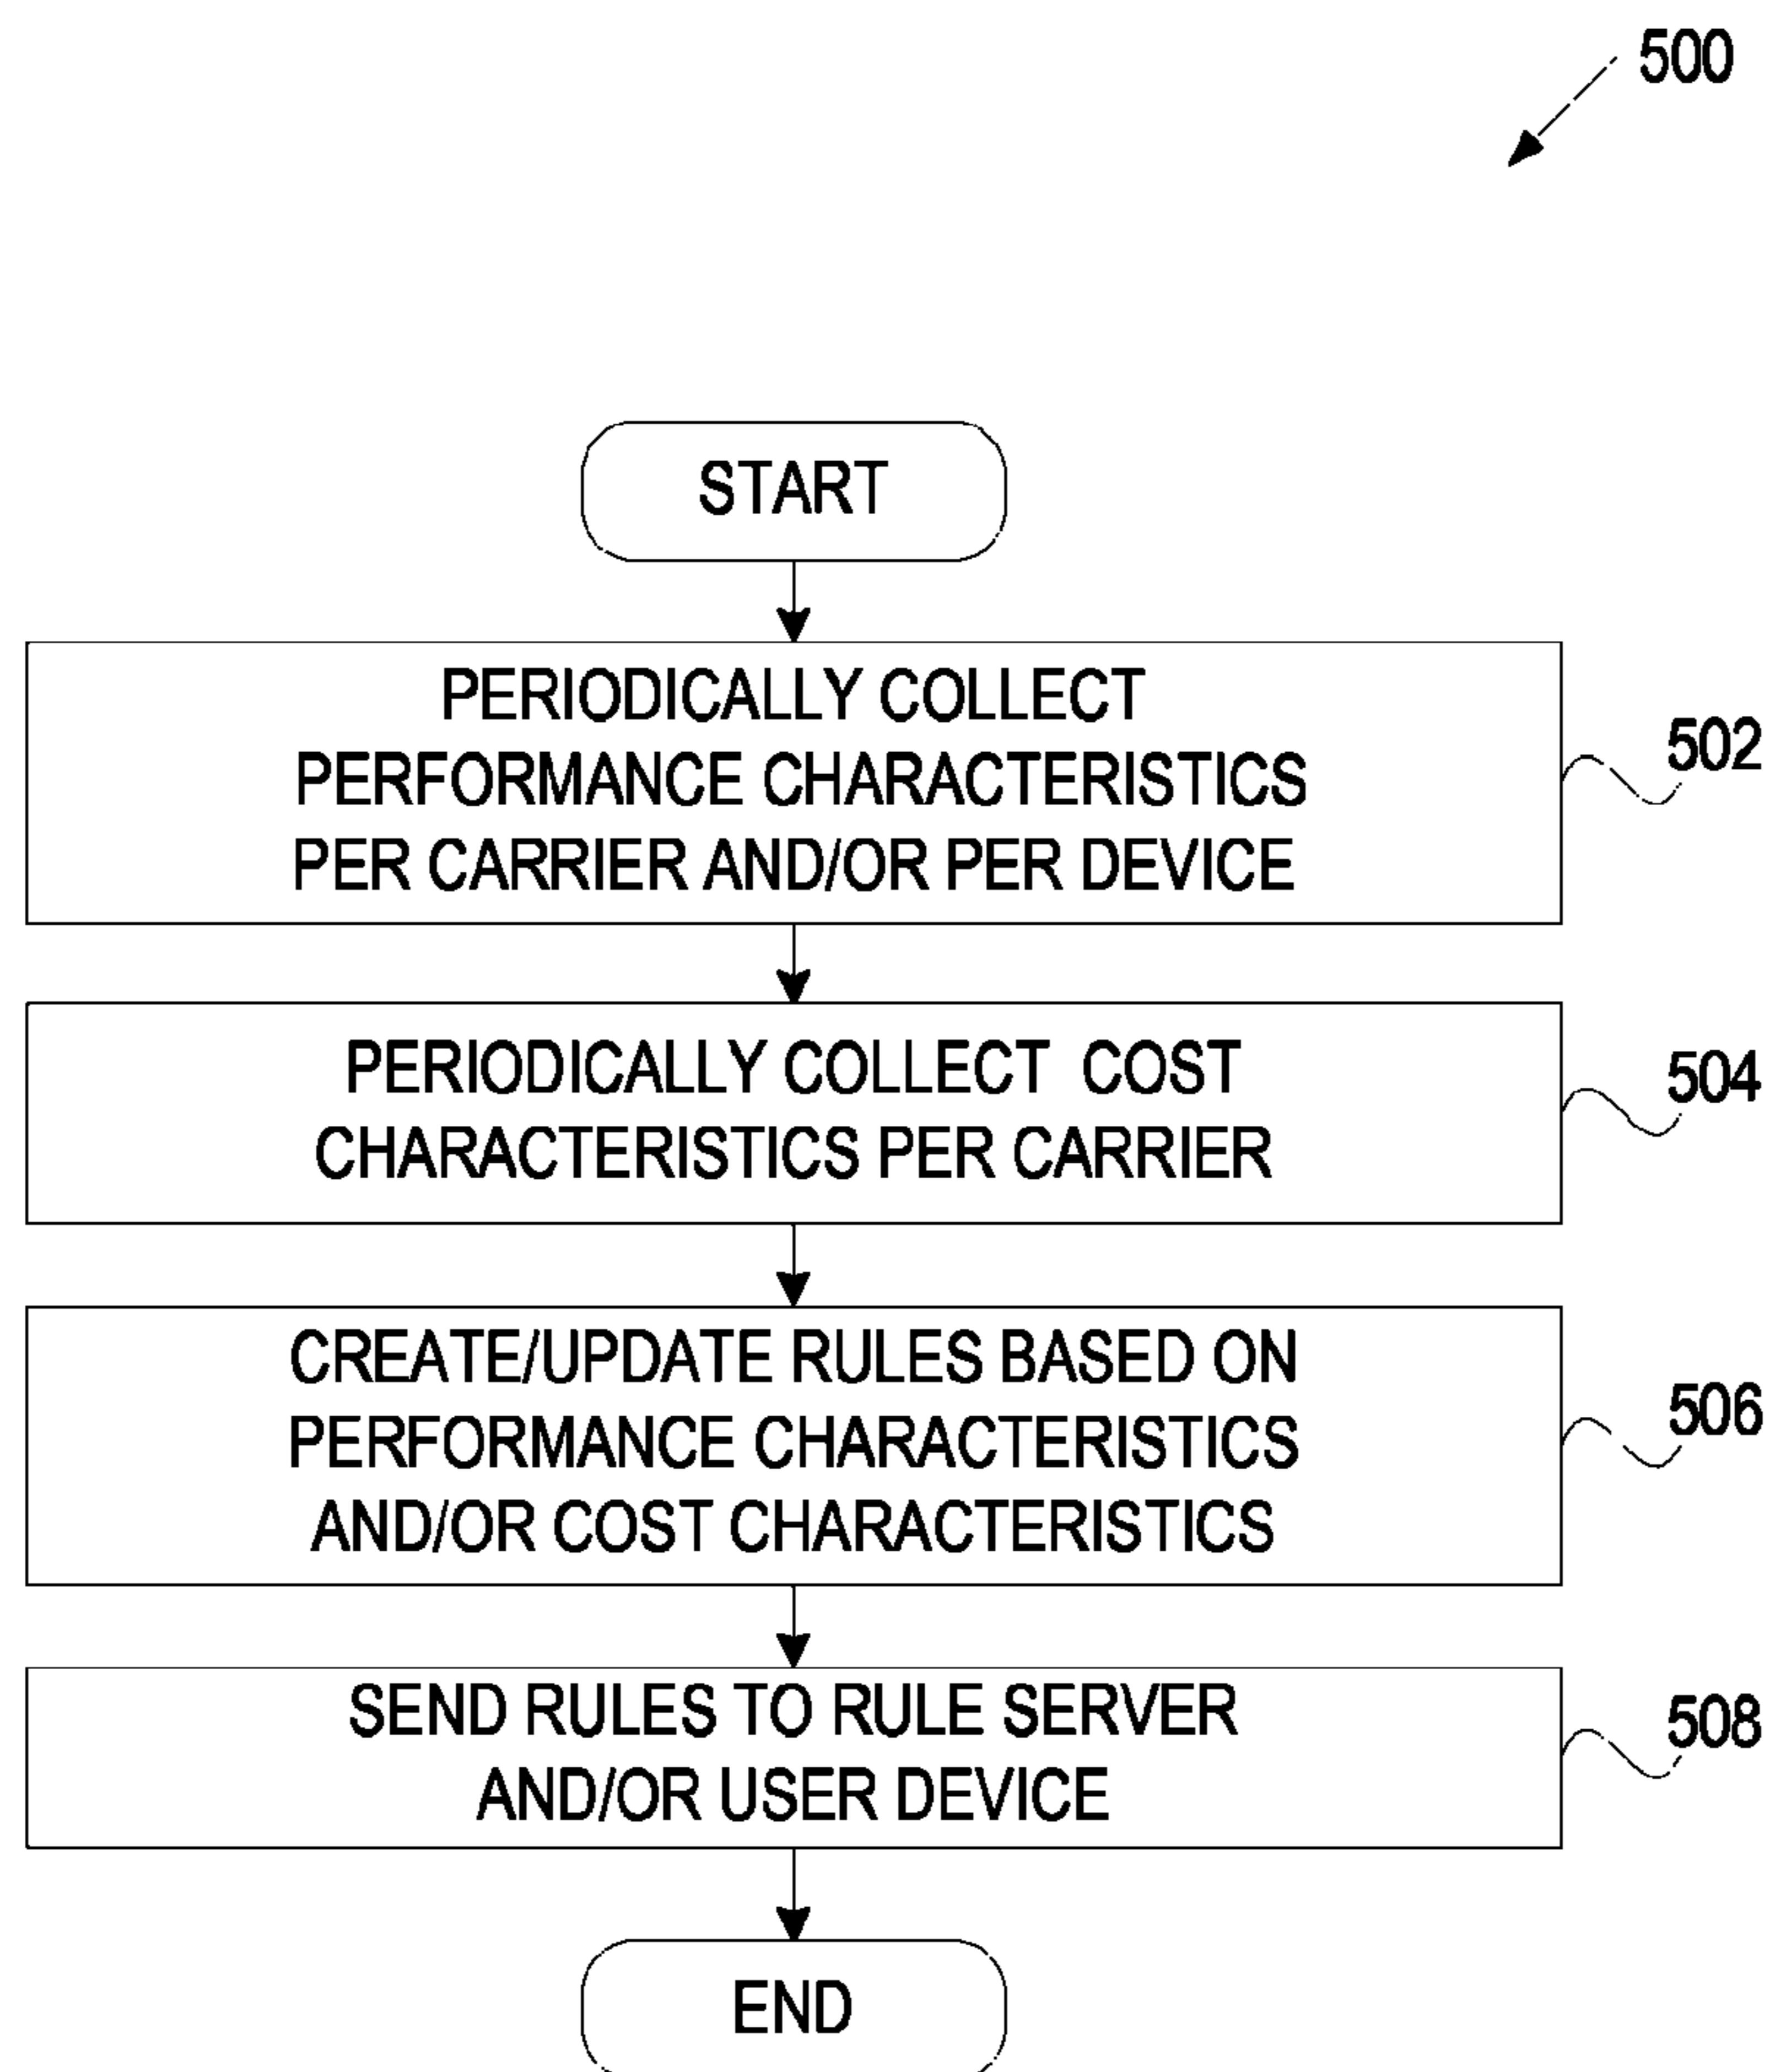 500
START
PERIODICALLY COLLECT
PERFORMANCE CHARACTERISTICS
PER CARRIER AND/OR PER DEVICE
502
PERIODICALLY COLLECT COST
CHARACTERISTICS PER CARRIER
504
CREATE/UPDATE RULES BASED ON
PERFORMANCE CHARACTERISTICS
AND/OR COST CHARACTERISTICS
506
SEND RULES TO RULE SERVER
AND/OR USER DEVICE
508
END